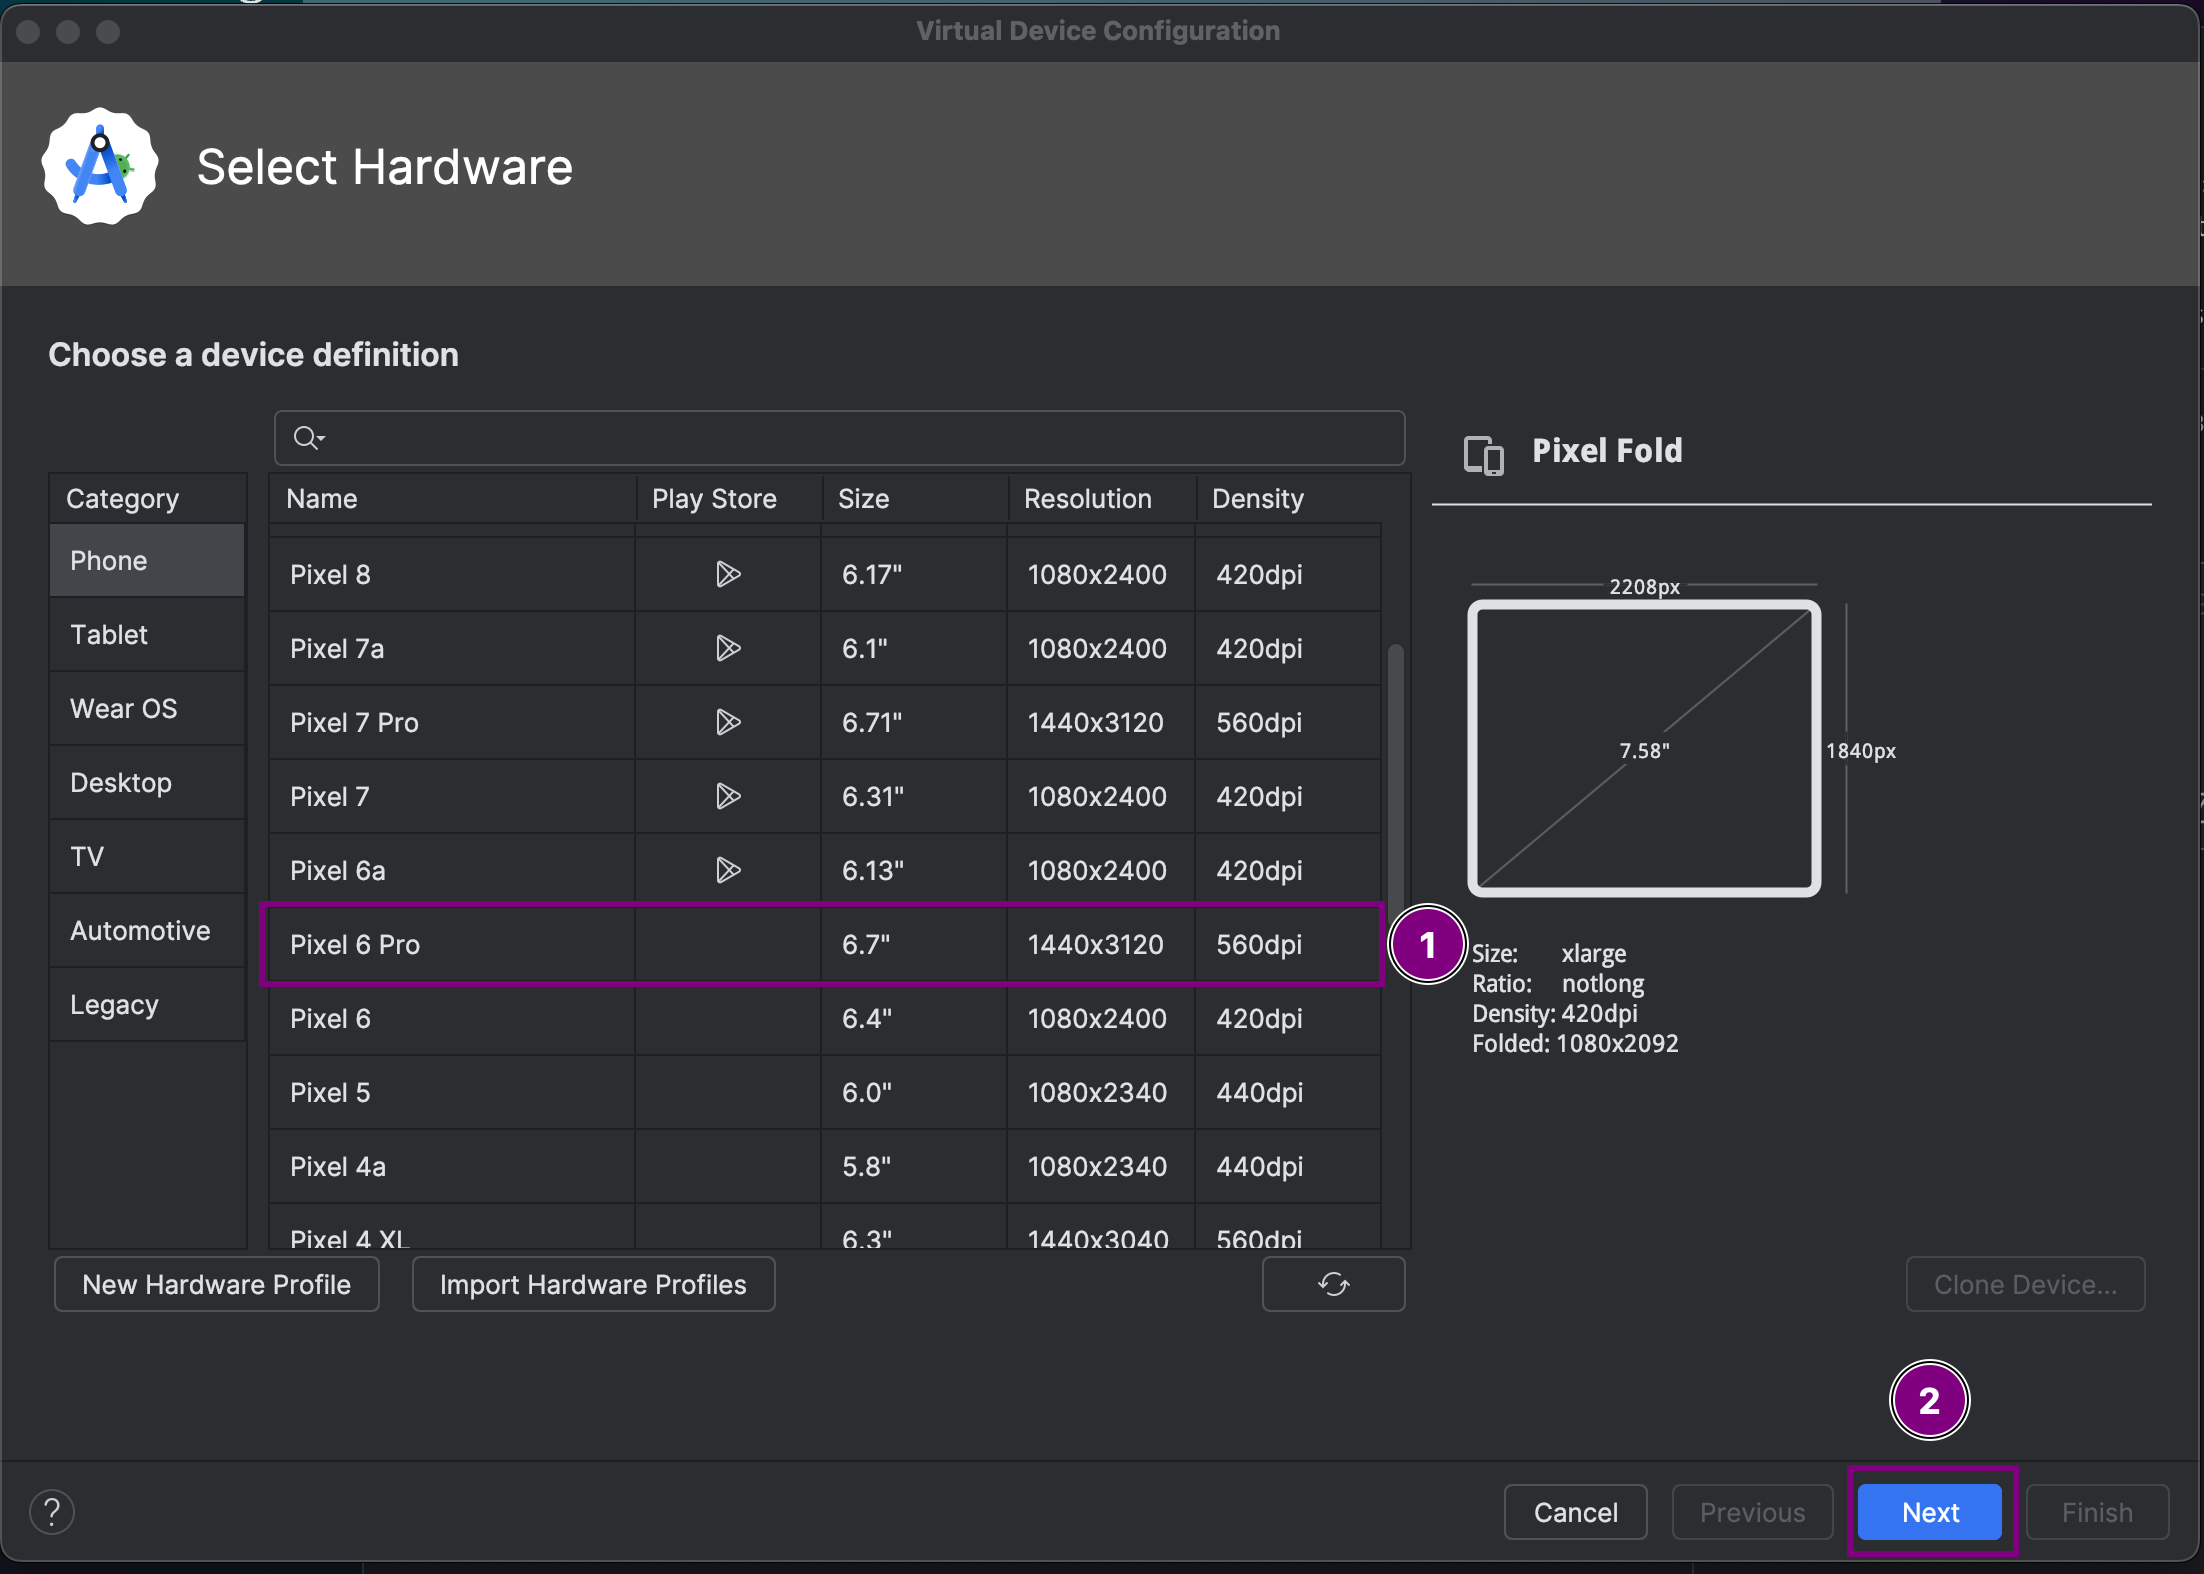 Virtual Device Configuration
Select Hardware
Choose a device definition
Category
Phone
Tablet
Wear OS
Desktop
TV
Automotive
Legacy
Name Play Store Size Resolution Density
Pixel 8 6.17" 1080x2400 420dpi
Pixel 7a 6.1" 1080x2400 420dpi
Pixel 7 Pro 6.71" 1440x3120 560dpi
Pixel 7 6.31" 1080x2400 420dpi
Pixel 6a 6.13" 1080x2400 420dpi
Pixel 6 Pro 6.7" 1440x3120 560dpi
1
Pixel 6 6.4" 1080x2400 420dpi
Pixel 5 6.0" 1080x2340 440dpi
Pixel 4a 5.8" 1080x2340 440dpi
Pixel 4 XL 6.3" 1440x3040 560dpi
Pixel Fold
2208px
7.58"
1840px
Size: xlarge
Ratio: notlong
Density: 420dpi
Folded: 1080x2092
New Hardware Profile
Import Hardware Profiles
Clone Device...
2
?
Cancel
Previous
Next
Finish